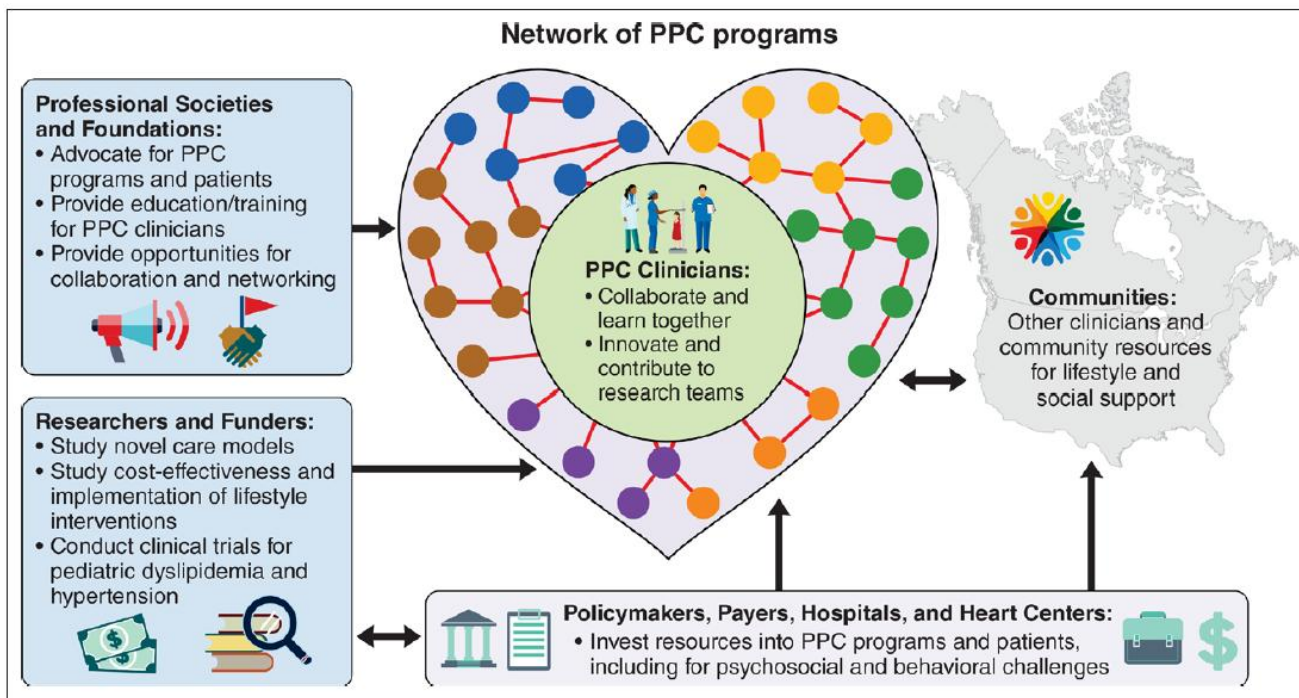 Network of PPC programs
Professional Societies
and Foundations:
• Advocate for PPC
programs and patients
• Provide education/training
for PPC clinicians
• Provide opportunities for
collaboration and networking
Researchers and Funders:
• Study novel care models
• Study cost-effectiveness and
implementation of lifestyle
interventions
• Conduct clinical trials for
pediatric dyslipidemia and
hypertension
$
PPC Clinicians:
• Collaborate and
learn together
• Innovate and
contribute to
research teams
Communities:
Other clinicians and
community resources
for lifestyle and
social support
Policymakers, Payers, Hospitals, and Heart Centers:
• Invest resources into PPC programs and patients,
including for psychosocial and behavioral challenges
$